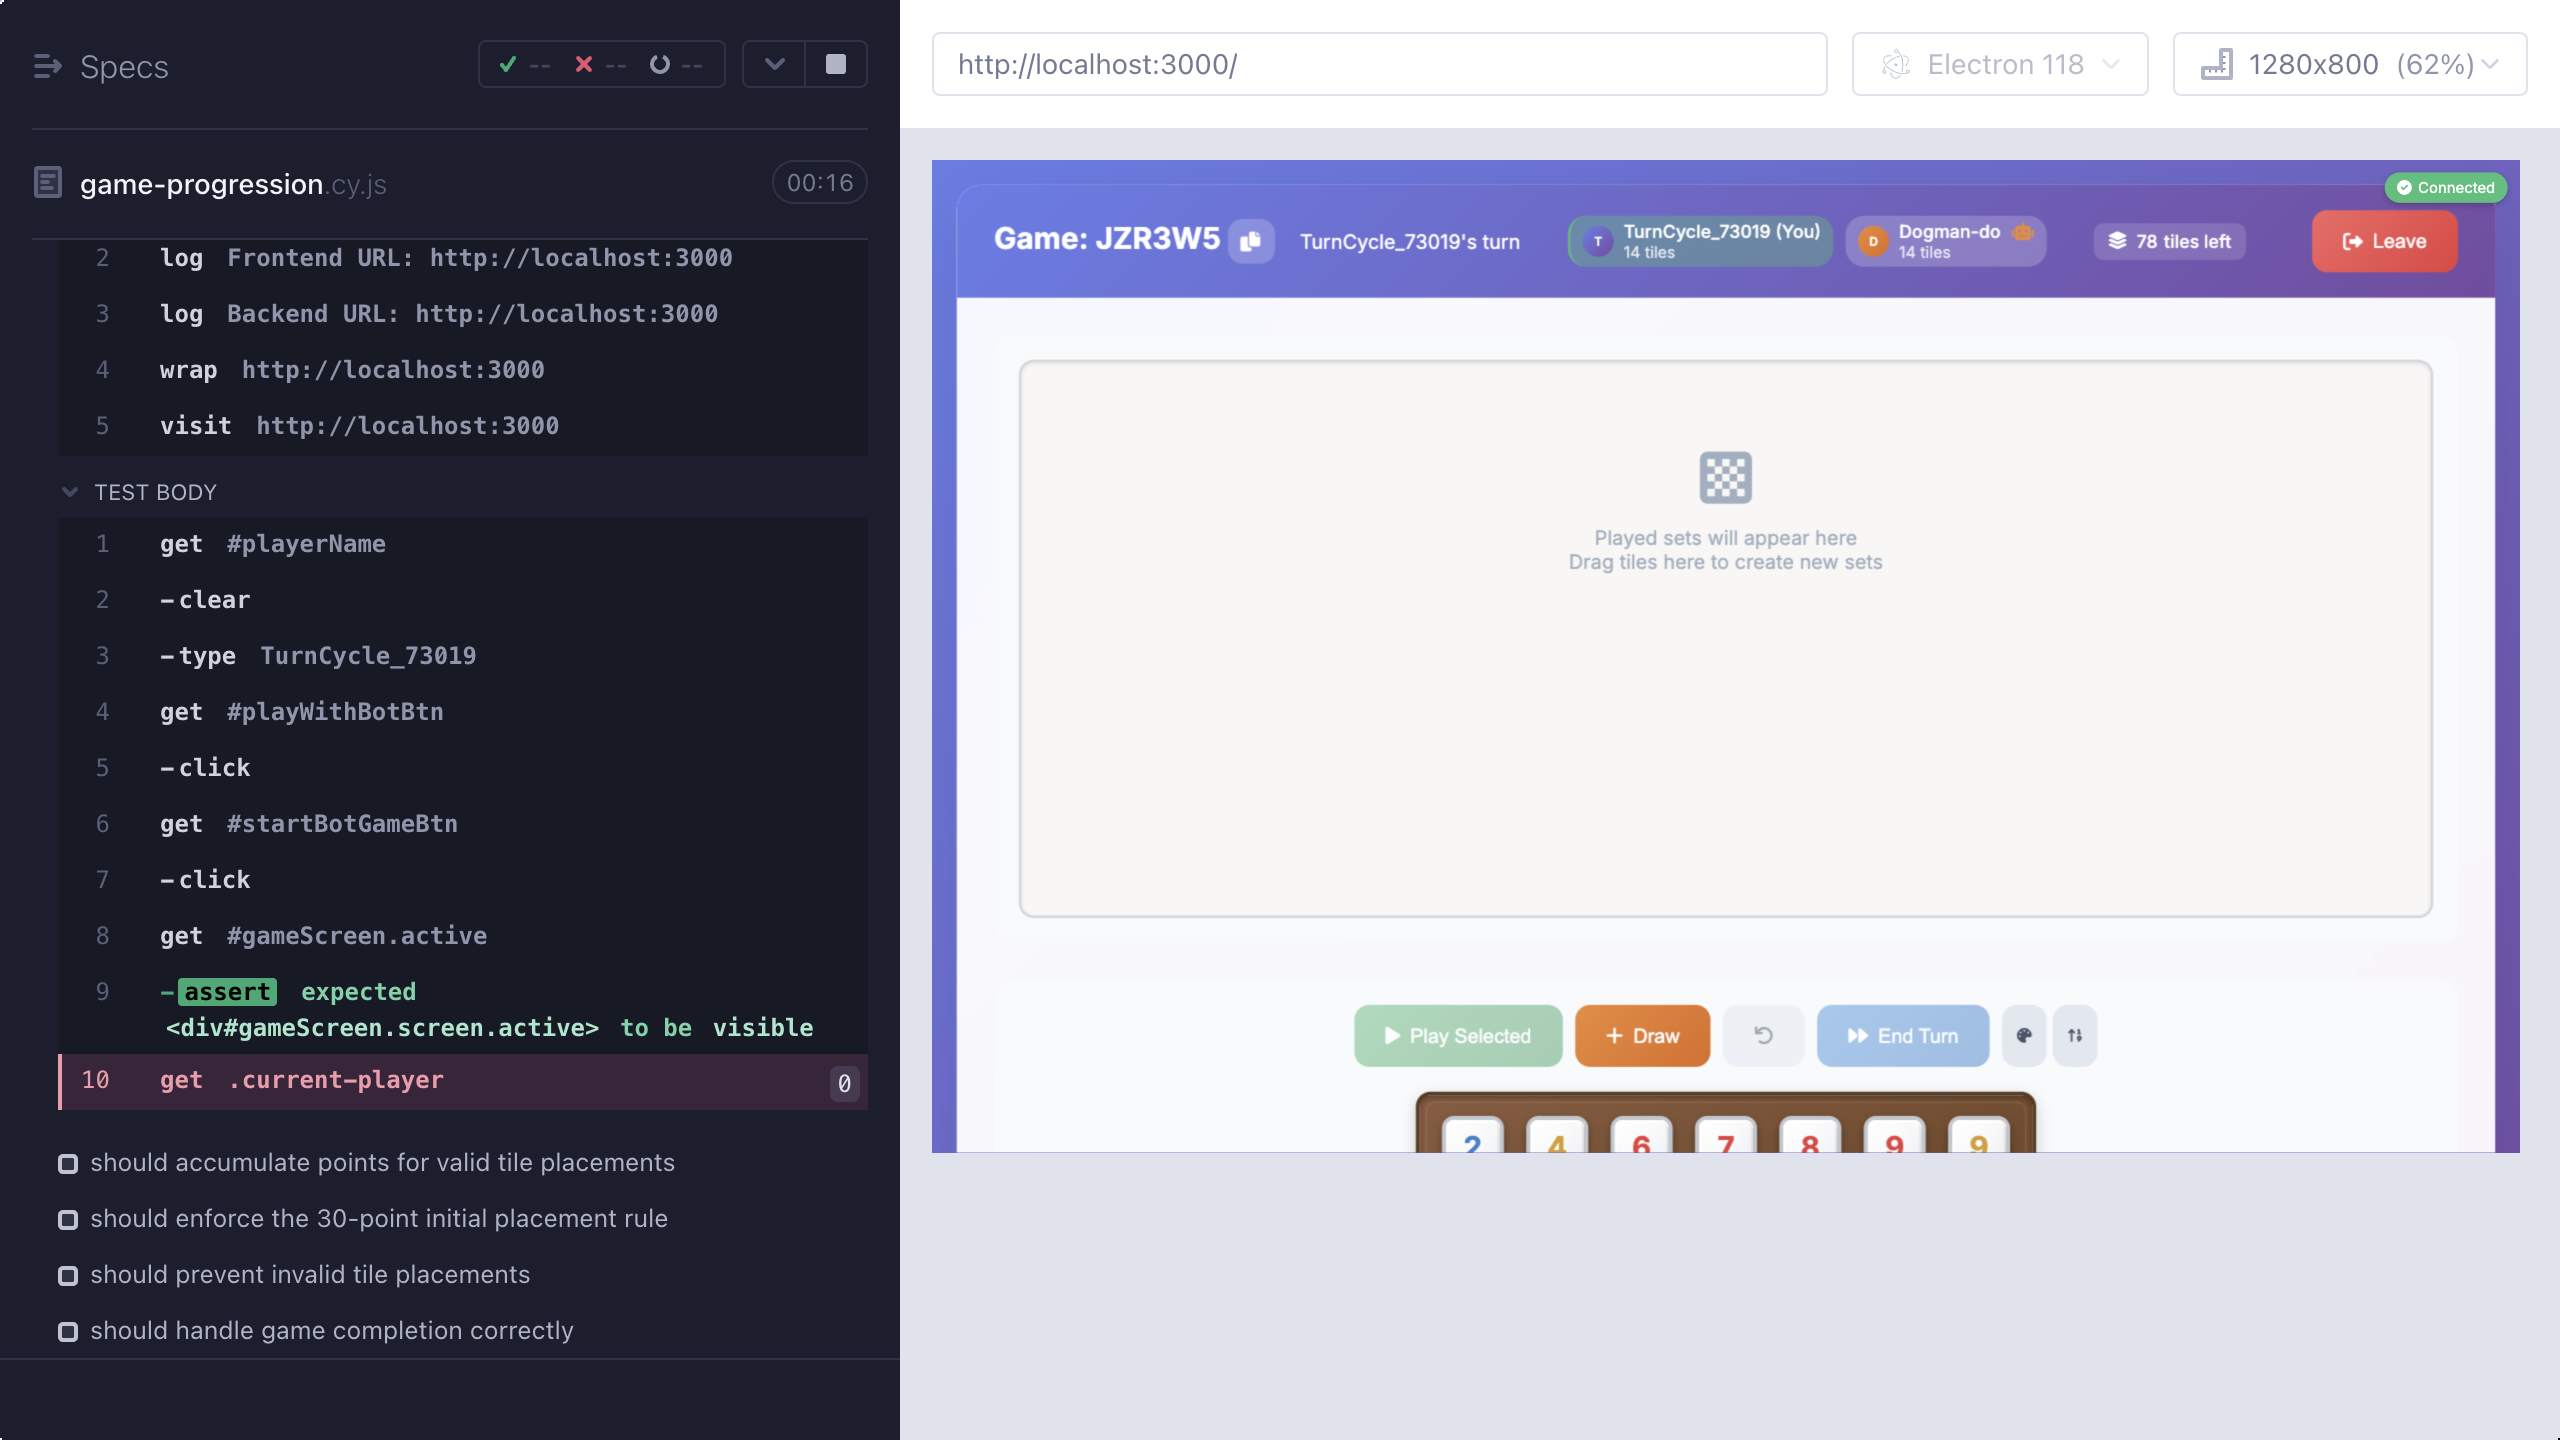 Specs
-- -- --
game-progression.cy.js
00:16
2 log Frontend URL: http://localhost:3000
3 log Backend URL: http://localhost:3000
4 wrap http://localhost:3000
5 visit http://localhost:3000
TEST BODY
1 get #playerName
2 -clear
3 -type TurnCycle_73019
4 get #playWithBotBtn
5 -click
6 get #startBotGameBtn
7 -click
8 get #gameScreen.active
9 -assert expected
<div#gameScreen.screen.active> to be visible
10 get .current-player 0
should accumulate points for valid tile placements
should enforce the 30-point initial placement rule
should prevent invalid tile placements
should handle game completion correctly
http://localhost:3000/
Electron 118
1280x800 (62%)
Connected
Game: JZR3W5
TurnCycle_73019's turn
T
TurnCycle_73019 (You)
14 tiles
D
Dogman-do
14 tiles
78 tiles left
Leave
Played sets will appear here
Drag tiles here to create new sets
Play Selected
Draw
End Turn
2 4 6 7 8 9 9